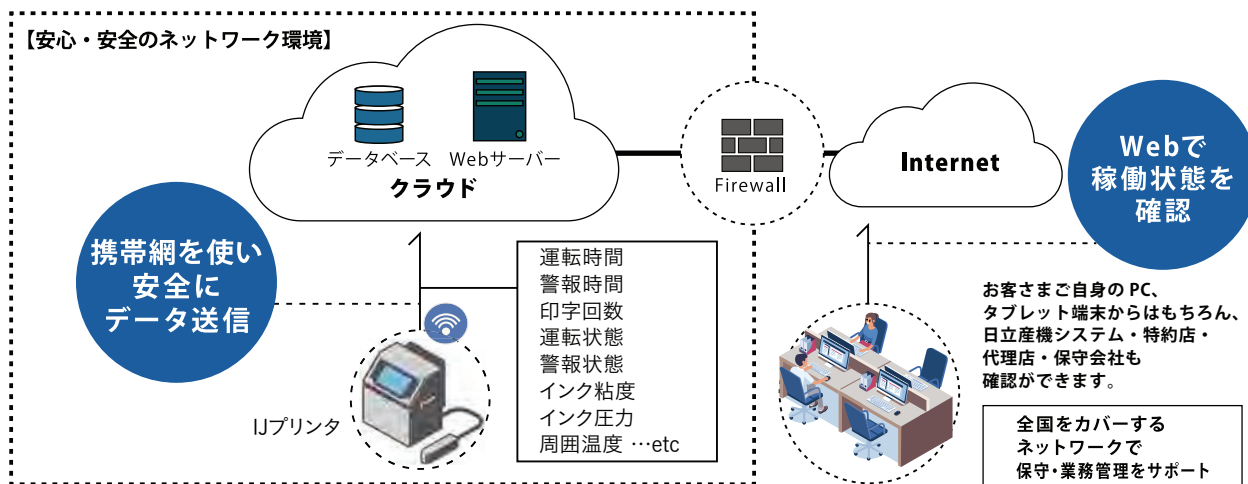 【安心・安全のネットワーク環境】
データベース Webサーバー
クラウド
Firewall
Internet
Webで
稼働状態を
確認
携帯網を使い
安全に
データ送信
IJプリンタ
運転時間
警報時間
印字回数
運転状態
警報状態
インク粘度
インク圧力
周囲温度 …etc
お客さまご自身の PC、
タブレット端末からはもちろん、
日立産機システム・特約店・
代理店・保守会社も
確認ができます。
全国をカバーする
ネットワークで
保守・業務管理をサポート